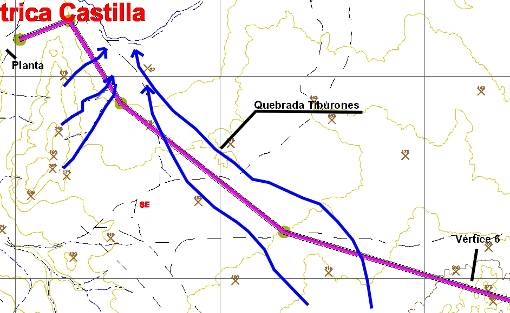 trica Castilla
Planta
Quebrada Tiburones
SE
Vértice 6